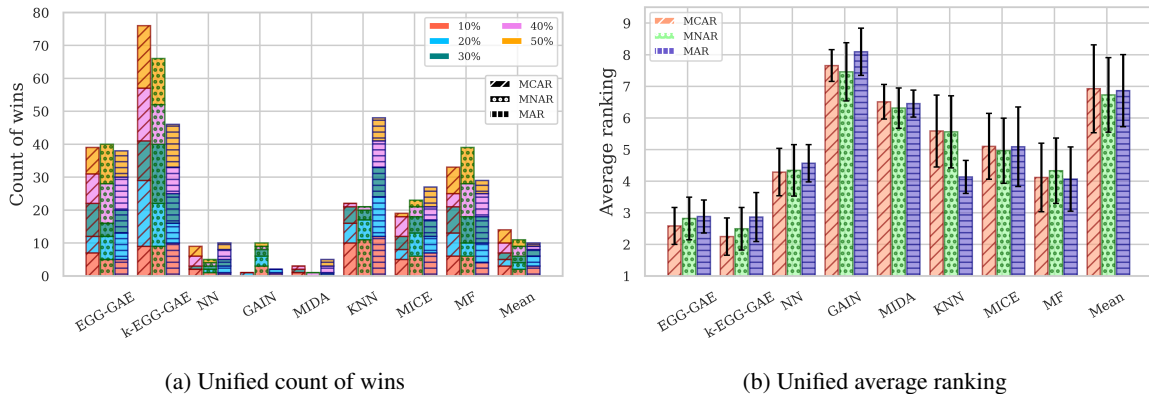 80
70
60
50
40
30
20
10
0
Count of wins
10%
20%
30%
40%
50%
MCAR
MNAR
MAR
EGG-GAE
k-EGG-GAE
NN
GAIN
MIDA
KNN
MICE
MF
Mean
(a) Unified count of wins
9
8
7
6
5
4
3
2
1
Average ranking
MCAR
MNAR
MAR
EGG-GAE
k-EGG-GAE
NN
GAIN
MIDA
KNN
MICE
MF
Mean
(b) Unified average ranking